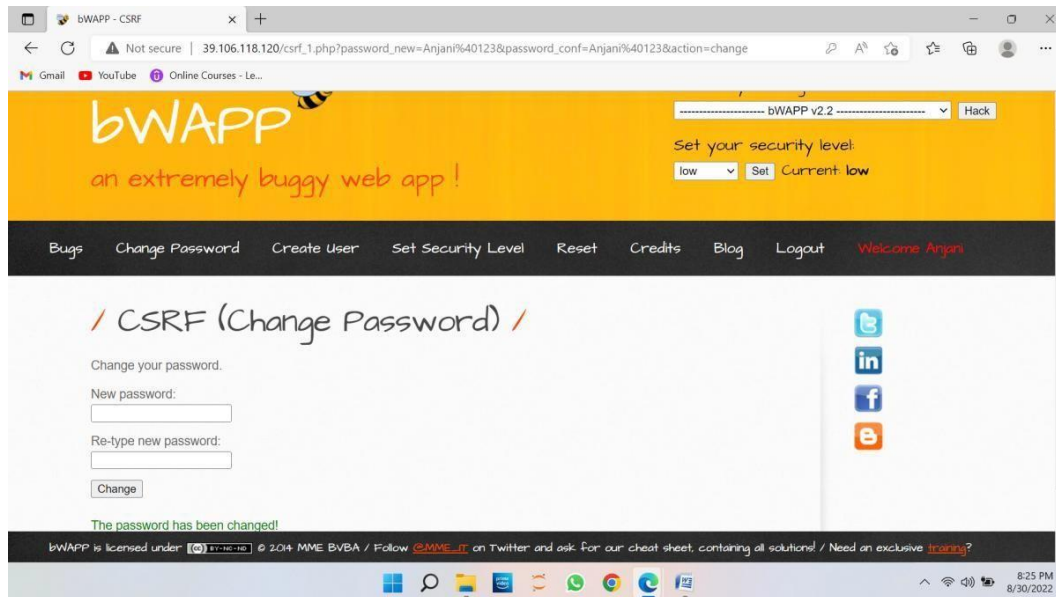 bWAPP - CSRF
Not secure | 39.106.118.120/csrf_1.php?password_new=Anjani%40123&password_conf=Anjani%40123&action=change
Gmail YouTube Online Courses - Le...
bWAPP
an extremely buggy web app !
---------------------- bWAPP v2.2 ---------------------- Hack
Set your security level:
low Set Current: low
Bugs Change Password Create User Set Security Level Reset Credits Blog Logout Welcome Anjani
/ CSRF (Change Password) /
Change your password.
New password:
Re-type new password:
Change
The password has been changed!
bWAPP is licensed under (cc) BY-NC-ND © 2014 MME BVBA / Follow @MME_IT on Twitter and ask for our cheat sheet, containing all solutions! / Need an exclusive training?
8:25 PM
8/30/2022